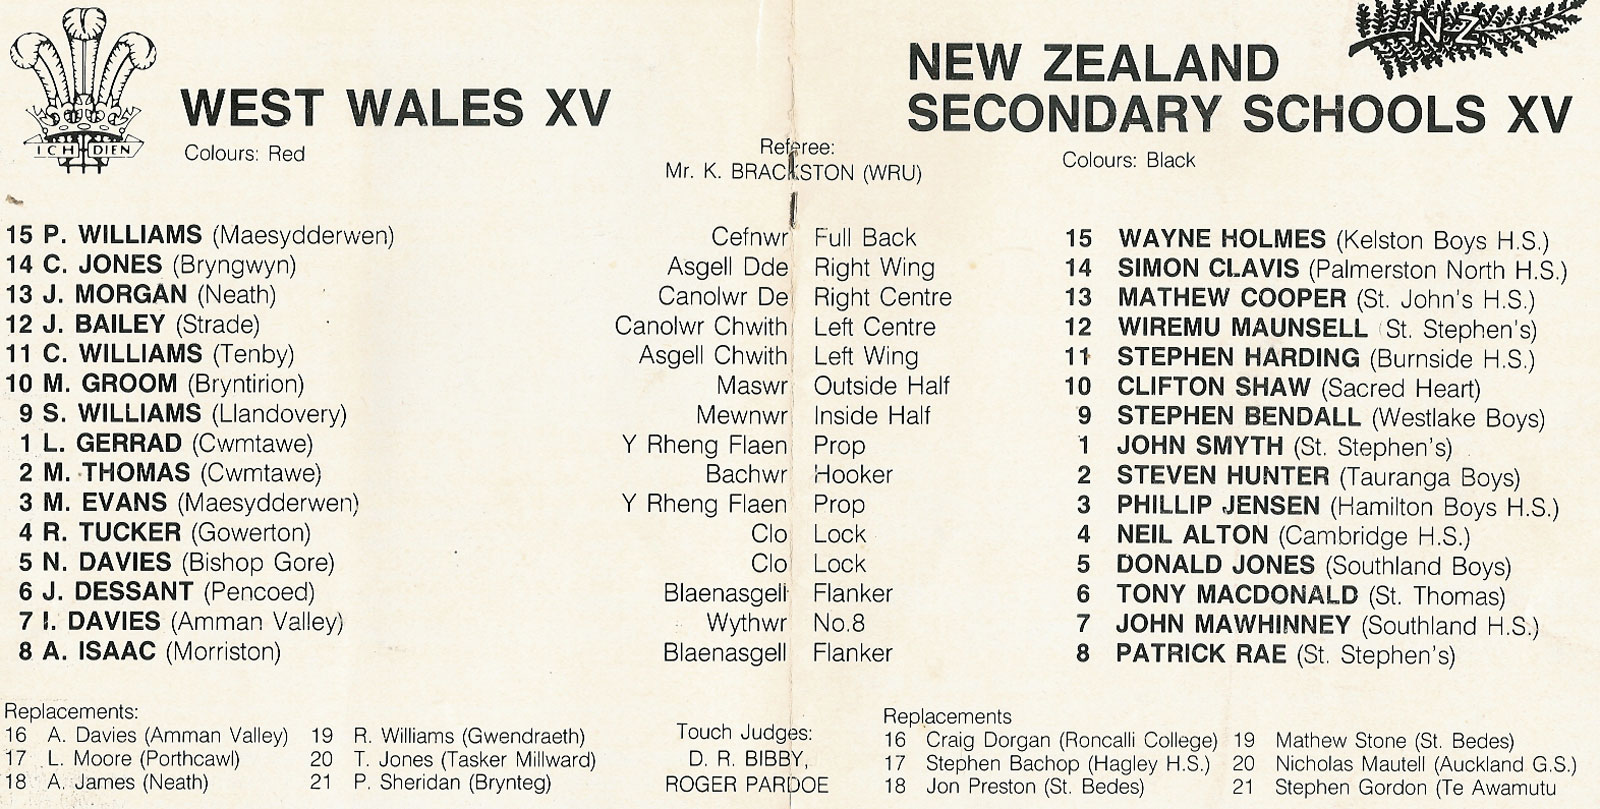 ICH DIEN
WEST WALES XV
Colours: Red
Referee:
Mr. K. BRACKSTON (WRU)
NZ
NEW ZEALAND
SECONDARY SCHOOLS XV
Colours: Black
15 P. WILLIAMS (Maesydderwen) Cefnwr Full Back 15 WAYNE HOLMES (Kelston Boys H.S.)
14 C. JONES (Bryngwyn) Asgell Dde Right Wing 14 SIMON CLAVIS (Palmerston North H.S.)
13 J. MORGAN (Neath) Canolwr De Right Centre 13 MATHEW COOPER (St. John's H.S.)
12 J. BAILEY (Strade) Canolwr Chwith Left Centre 12 WIREMU MAUNSELL (St. Stephen's)
11 C. WILLIAMS (Tenby) Asgell Chwith Left Wing 11 STEPHEN HARDING (Burnside H.S.)
10 M. GROOM (Bryntirion) Maswr Outside Half 10 CLIFTON SHAW (Sacred Heart)
9 S. WILLIAMS (Llandovery) Mewnwr Inside Half 9 STEPHEN BENDALL (Westlake Boys)
1 L. GERRAD (Cwmtawe) Y Rheng Flaen Prop 1 JOHN SMYTH (St. Stephen's)
2 M. THOMAS (Cwmtawe) Bachwr Hooker 2 STEVEN HUNTER (Tauranga Boys)
3 M. EVANS (Maesydderwen) Y Rheng Flaen Prop 3 PHILLIP JENSEN (Hamilton Boys H.S.)
4 R. TUCKER (Gowerton) Clo Lock 4 NEIL ALTON (Cambridge H.S.)
5 N. DAVIES (Bishop Gore) Clo Lock 5 DONALD JONES (Southland Boys)
6 J. DESSANT (Pencoed) Blaenasgell Flanker 6 TONY MACDONALD (St. Thomas)
7 I. DAVIES (Amman Valley) Wythwr No.8 7 JOHN MAWHINNEY (Southland H.S.)
8 A. ISAAC (Morriston) Blaenasgell Flanker 8 PATRICK RAE (St. Stephen's)
Replacements:
16 A. Davies (Amman Valley) 19 R. Williams (Gwendraeth)
17 L. Moore (Porthcawl) 20 T. Jones (Tasker Millward)
18 A. James (Neath) 21 P. Sheridan (Brynteg)
Touch Judges:
D. R. BIBBY,
ROGER PARDOE
Replacements
16 Craig Dorgan (Roncalli College) 19 Mathew Stone (St. Bedes)
17 Stephen Bachop (Hagley H.S.) 20 Nicholas Mautell (Auckland G.S.)
18 Jon Preston (St. Bedes) 21 Stephen Gordon (Te Awamutu